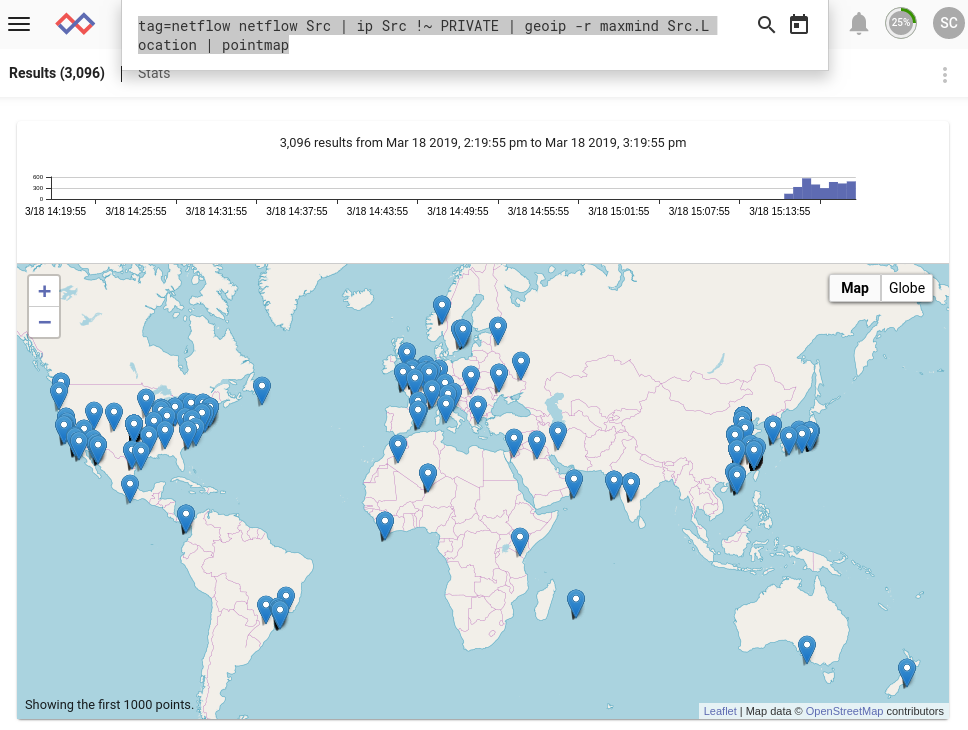 tag=netflow netflow Src | ip Src !~ PRIVATE | geoip -r maxmind Src.L
ocation | pointmap
25%
SC
Results (3,096)
Stats
3,096 results from Mar 18 2019, 2:19:55 pm to Mar 18 2019, 3:19:55 pm
600
300
0
3/18 14:19:55 3/18 14:25:55 3/18 14:31:55 3/18 14:37:55 3/18 14:43:55 3/18 14:49:55 3/18 14:55:55 3/18 15:01:55 3/18 15:07:55 3/18 15:13:55
+
−
Map Globe
Showing the first 1000 points.
Leaflet | Map data © OpenStreetMap contributors